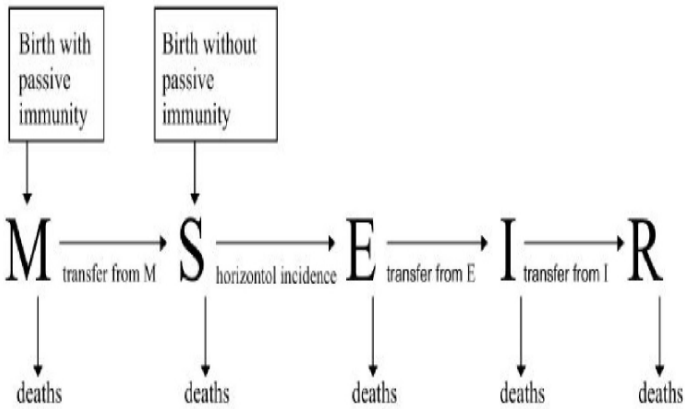 Birth with
passive
immunity
Birth without
passive
immunity
M
S
E
I
R
transfer from M
horizontol incidence
transfer from E
transfer from I
deaths
deaths
deaths
deaths
deaths